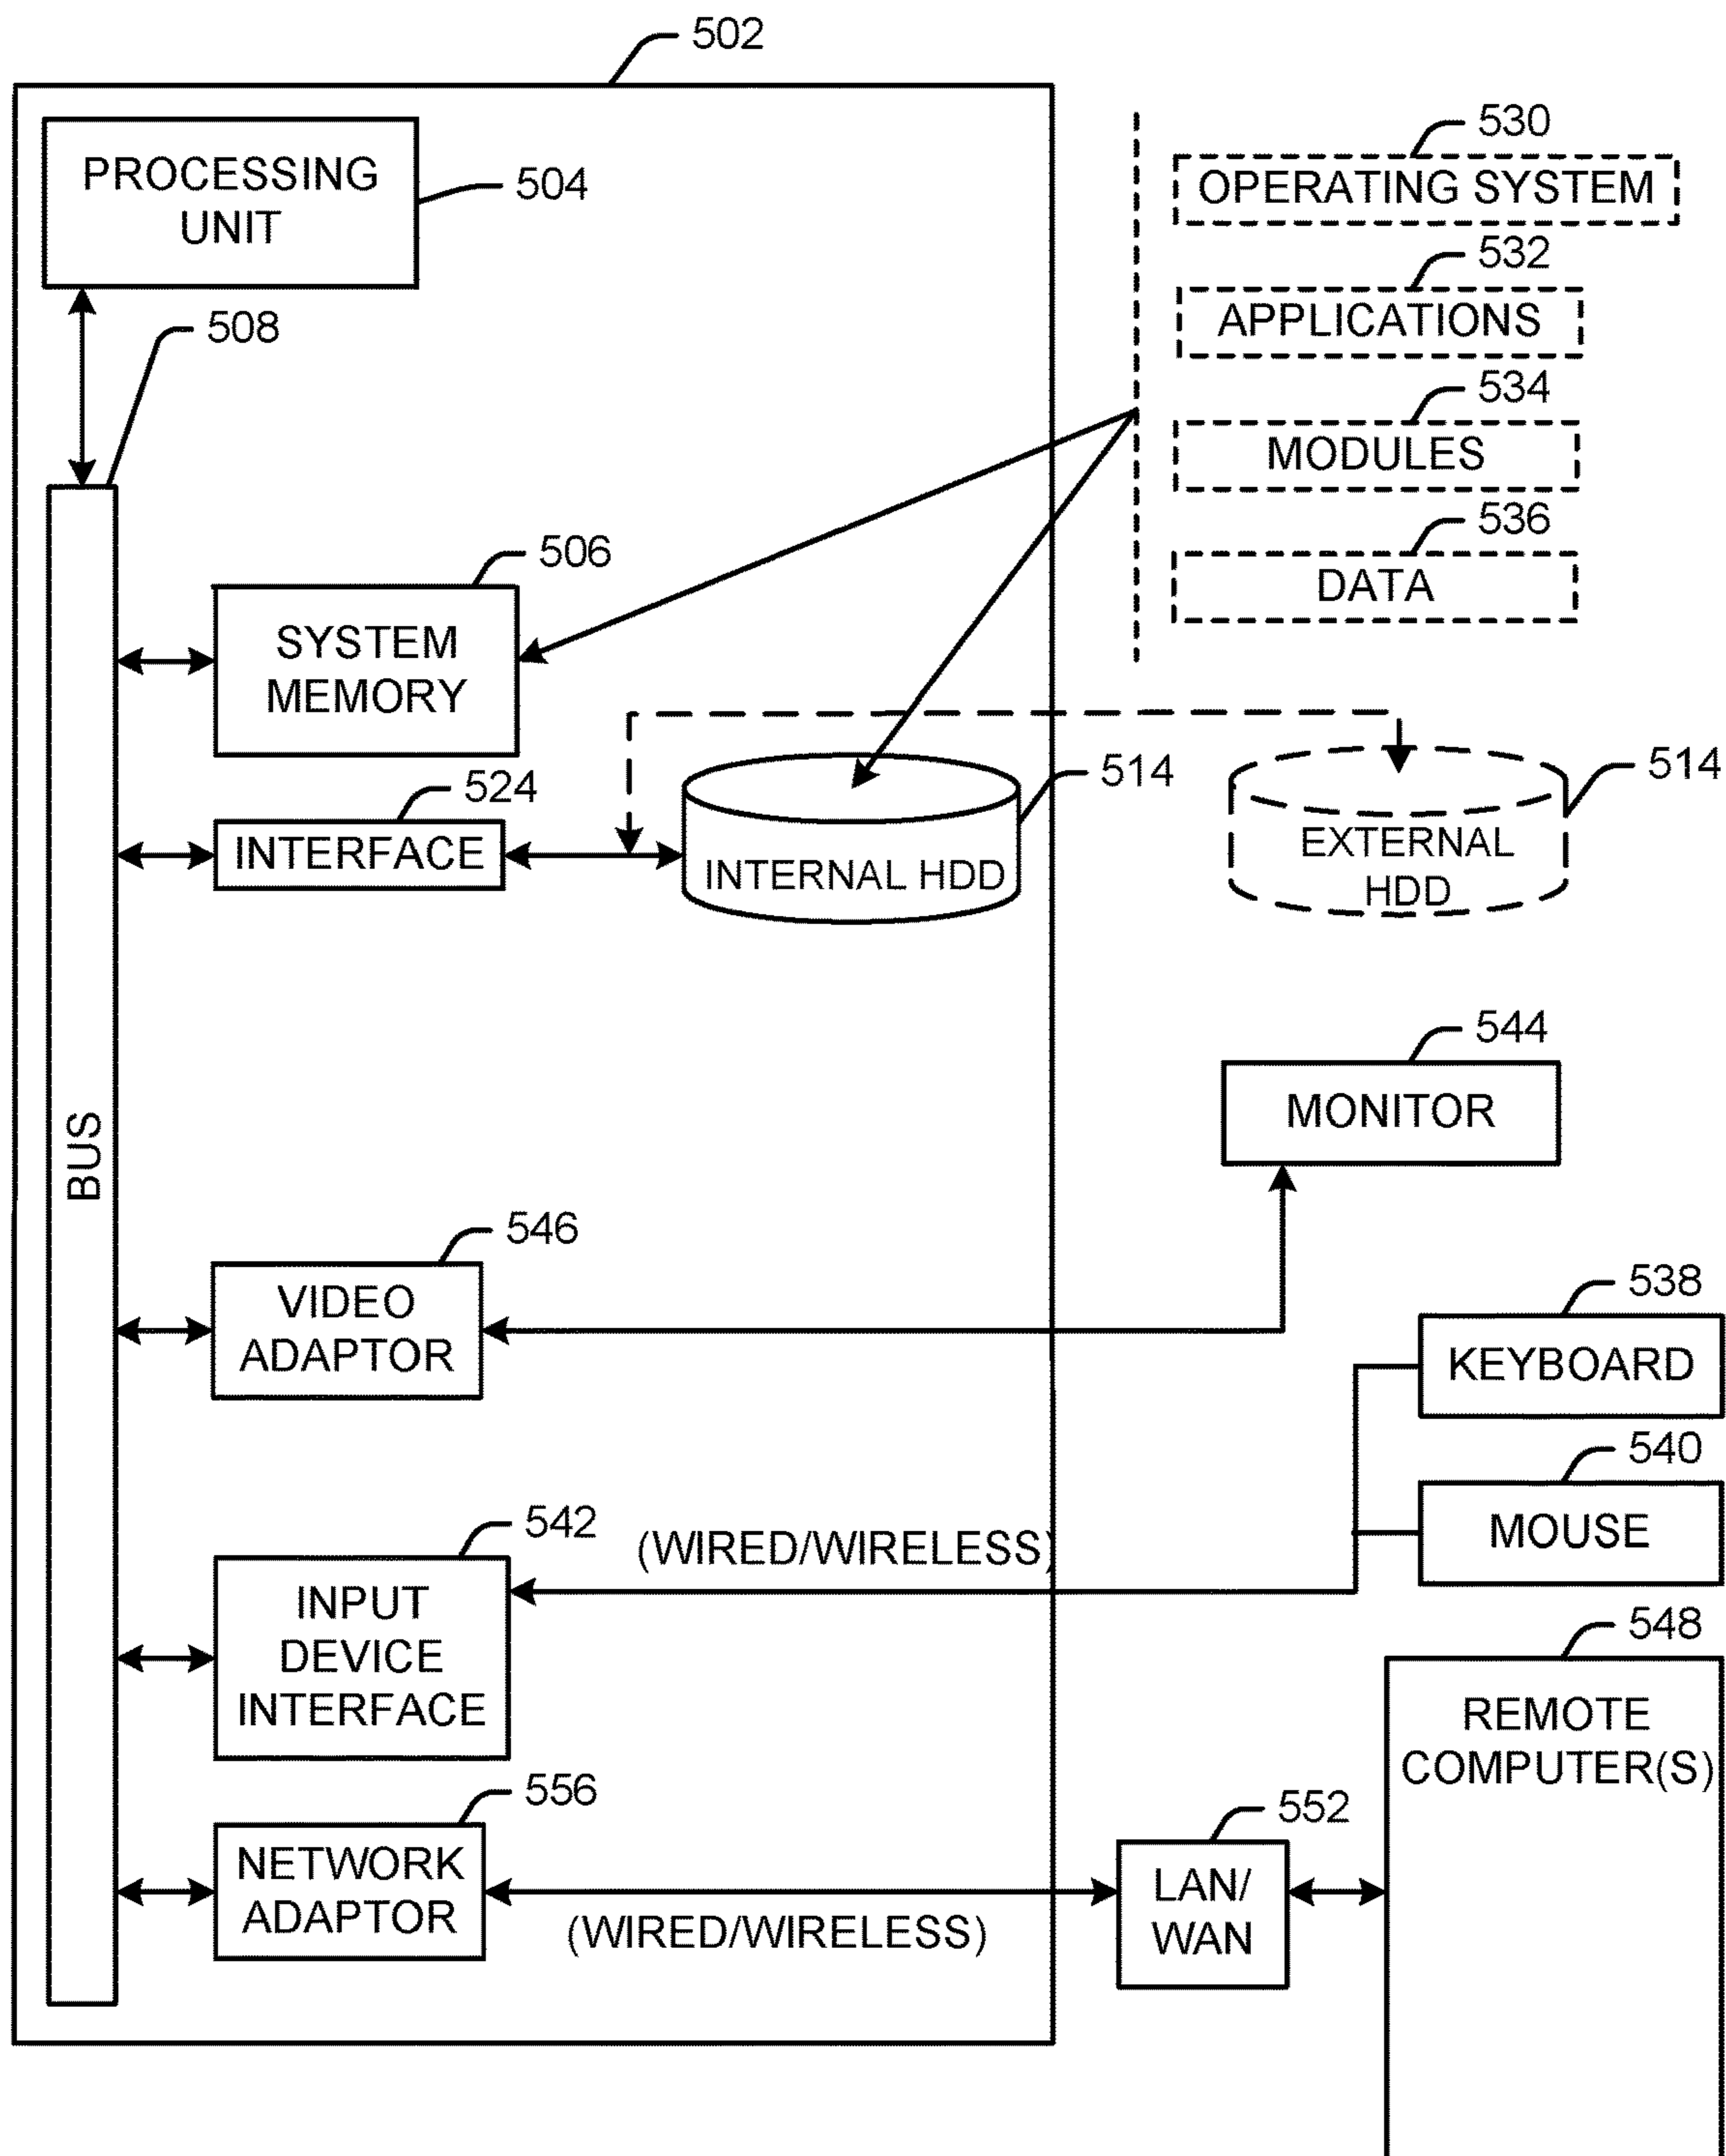 502
PROCESSING
UNIT
504
508
530
OPERATING SYSTEM
532
APPLICATIONS
534
MODULES
536
DATA
506
SYSTEM
MEMORY
524
INTERFACE
514
INTERNAL HDD
514
EXTERNAL
HDD
BUS
544
MONITOR
546
VIDEO
ADAPTOR
538
KEYBOARD
540
MOUSE
542
INPUT
DEVICE
INTERFACE
(WIRED/WIRELESS)
548
REMOTE
COMPUTER(S)
556
NETWORK
ADAPTOR
(WIRED/WIRELESS)
552
LAN/
WAN